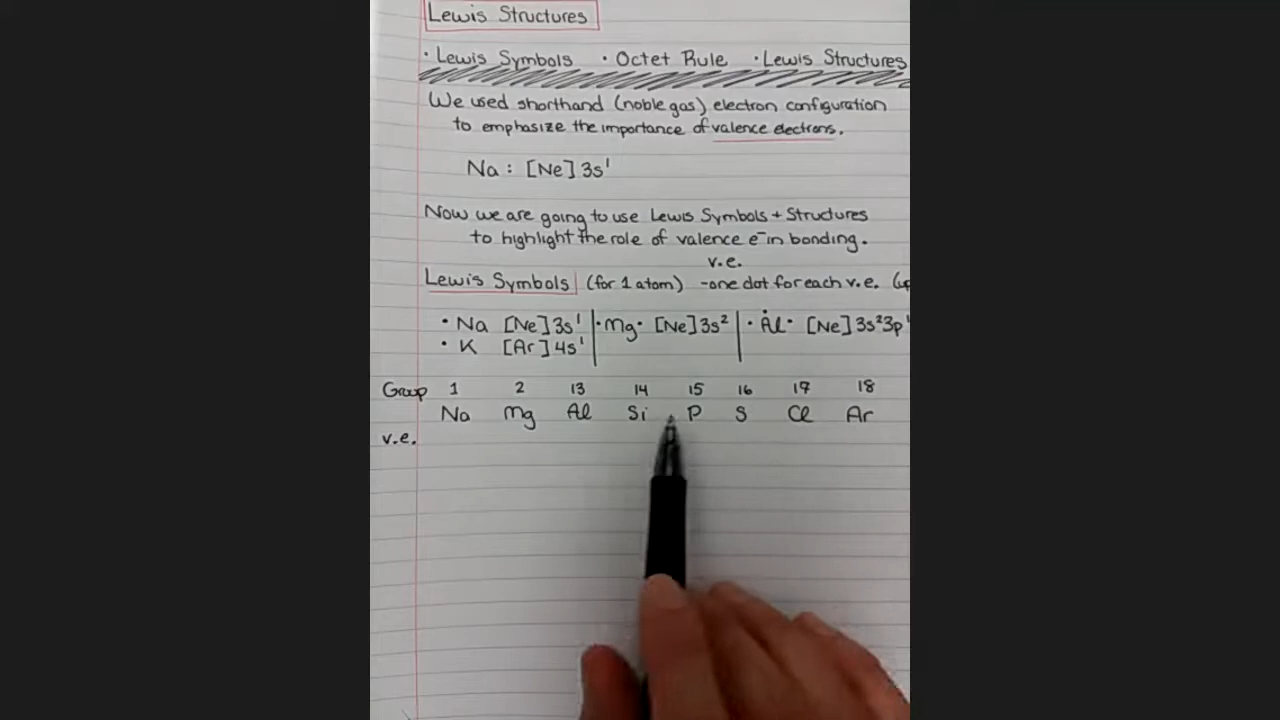 Lewis Structures
· Lewis Symbols · Octet Rule · Lewis Structures
We used shorthand (noble gas) electron configuration
to emphasize the importance of valence electrons.
Na : [Ne] 3s¹
Now we are going to use Lewis Symbols + Structures
to highlight the role of valence e⁻ in bonding.
v.e.
Lewis Symbols (for 1 atom) - one dot for each v.e.
· Na [Ne] 3s¹ | · Mg · [Ne] 3s² | · Al · [Ne] 3s² 3p¹
· K [Ar] 4s¹
Group 1 2 13 14 15 16 17 18
Na Mg Al Si P S Cl Ar
v.e.